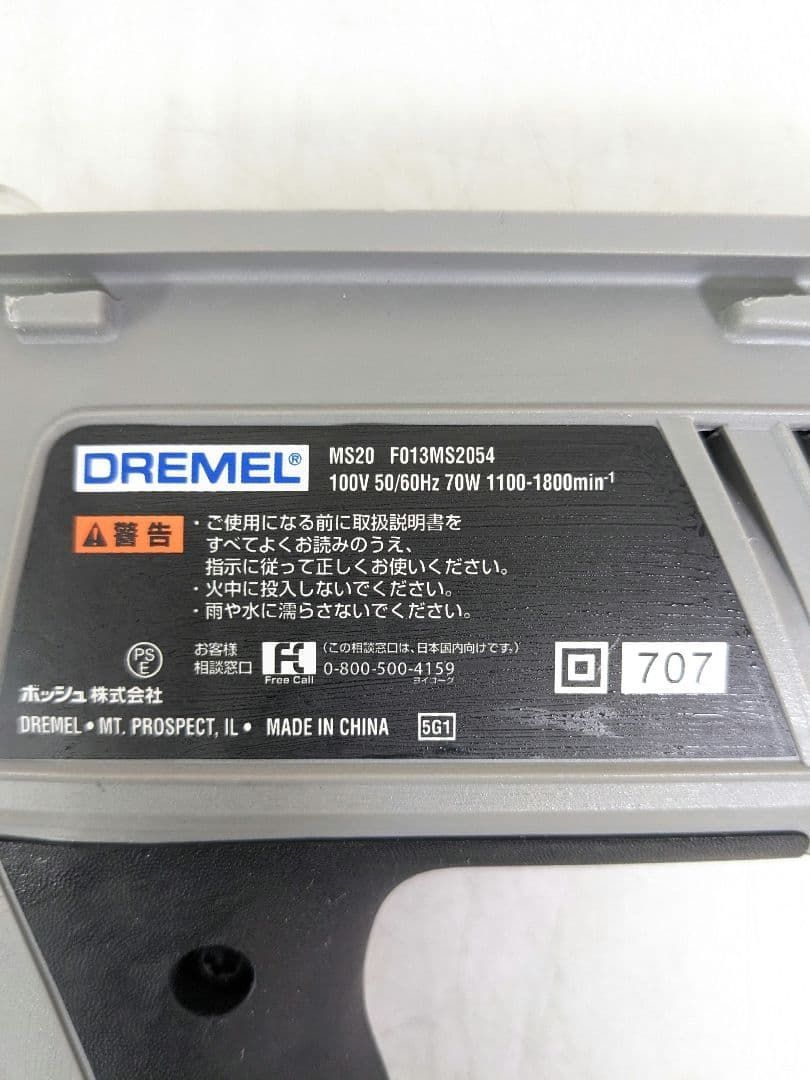 DREMEL® MS20 F013MS2054
100V 50/60Hz 70W 1100-1800min⁻¹
警告 ・ご使用になる前に取扱説明書を
すべてよくお読みのうえ、
指示に従って正しくお使いください。
・火中に投入しないでください。
・雨や水に濡らさないでください。
PS
E
お客様
相談窓口
Free Call
(この相談窓口は、日本国内向けです。)
0-800-500-4159
ヨイコーグ
707
ボッシュ株式会社
DREMEL • MT. PROSPECT, IL • MADE IN CHINA 5G1